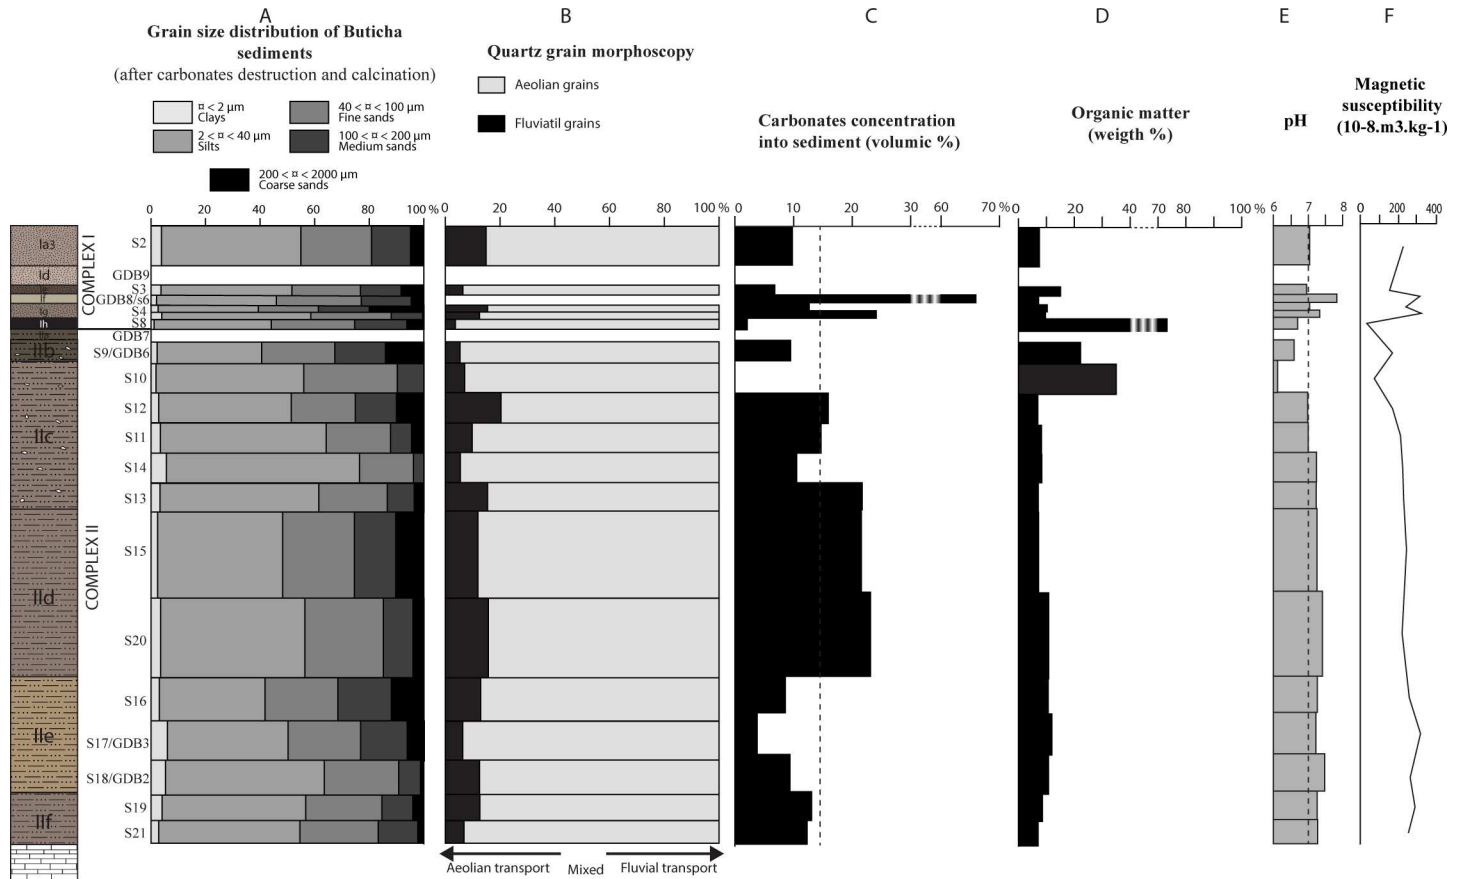 A
B
C
D
E
F
Grain size distribution of Buticha
sediments
(after carbonates destruction and calcination)
¤ < 2 µm
Clays
40 < ¤ < 100 µm
Fine sands
2 < ¤ < 40 µm
Silts
100 < ¤ < 200 µm
Medium sands
200 < ¤ < 2000 µm
Coarse sands
Quartz grain morphoscopy
Aeolian grains
Fluviatil grains
Carbonates concentration
into sediment (volumic %)
Organic matter
(weigth %)
pH
Magnetic
susceptibility
(10-8.m3.kg-1)
0 20 40 60 80 100 %
0 20 40 60 80 100 %
0 10 20 30 60 70 %
0 10 20 40 70 100 %
6 7 8
0 200 400
COMPLEX I
COMPLEX II
Ia3
Id
If
Ig
Ih
IIb
IIc
IId
IIe
IIf
S2
GDB9
S3
GDB8/s6
S4
S8
GDB7
S9/GDB6
S10
S12
S11
S14
S13
S15
S20
S16
S17/GDB3
S18/GDB2
S19
S21
Aeolian transport Mixed Fluvial transport